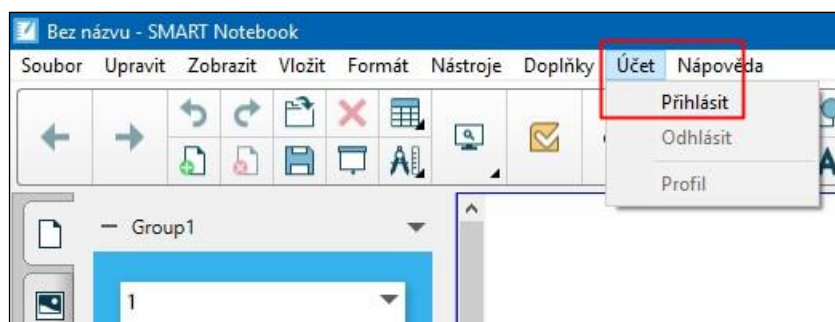 Bez názvu - SMART Notebook
Soubor Upravit Zobrazit Vložit Formát Nástroje Doplňky Účet Nápověda
Přihlásit
Odhlásit
Profil
Group1
1